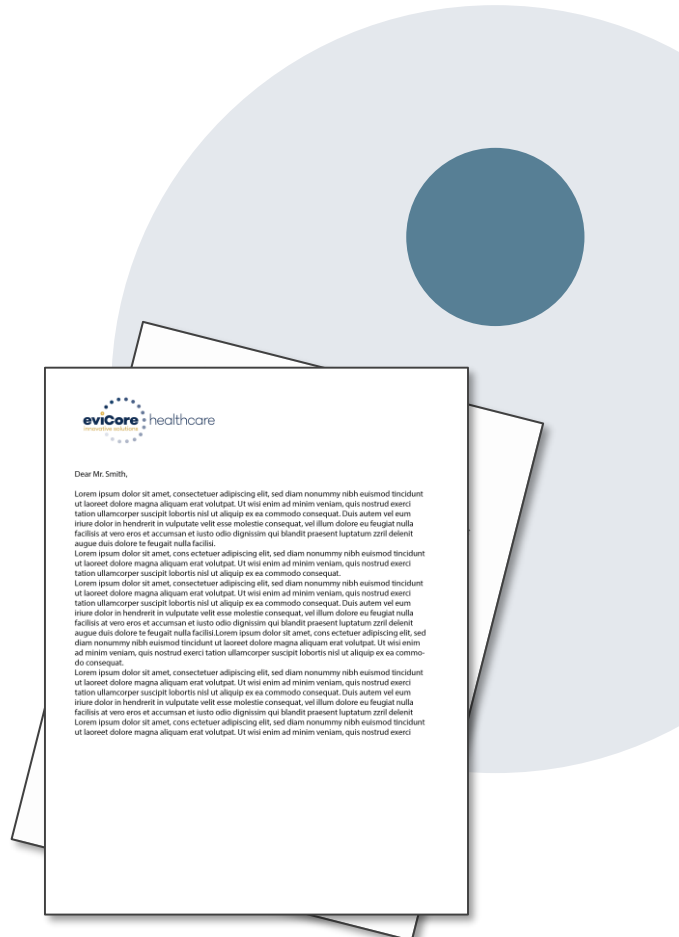 eviCore healthcare
innovative solutions
Dear Mr. Smith,
Lorem ipsum dolor sit amet, consectetuer adipiscing elit, sed diam nonummy nibh euismod tincidunt
ut laoreet dolore magna aliquam erat volutpat. Ut wisi enim ad minim veniam, quis nostrud exerci
tation ullamcorper suscipit lobortis nisl ut aliquip ex ea commodo consequat. Duis autem vel eum
iriure dolor in hendrerit in vulputate velit esse molestie consequat, vel illum dolore eu feugiat nulla
facilisis at vero eros et accumsan et iusto odio dignissim qui blandit praesent luptatum zzril delenit
augue duis dolore te feugait nulla facilisi.
Lorem ipsum dolor sit amet, cons ectetuer adipiscing elit, sed diam nonummy nibh euismod tincidunt
ut laoreet dolore magna aliquam erat volutpat. Ut wisi enim ad minim veniam, quis nostrud exerci
tation ullamcorper suscipit lobortis nisl ut aliquip ex ea commodo consequat.
Lorem ipsum dolor sit amet, consectetuer adipiscing elit, sed diam nonummy nibh euismod tincidunt
ut laoreet dolore magna aliquam erat volutpat. Ut wisi enim ad minim veniam, quis nostrud exerci
tation ullamcorper suscipit lobortis nisl ut aliquip ex ea commodo consequat. Duis autem vel eum
iriure dolor in hendrerit in vulputate velit esse molestie consequat, vel illum dolore eu feugiat nulla
facilisis at vero eros et accumsan et iusto odio dignissim qui blandit praesent luptatum zzril delenit
augue duis dolore te feugait nulla facilisi.Lorem ipsum dolor sit amet, cons ectetuer adipiscing elit, sed
diam nonummy nibh euismod tincidunt ut laoreet dolore magna aliquam erat volutpat. Ut wisi enim
ad minim veniam, quis nostrud exerci tation ullamcorper suscipit lobortis nisl ut aliquip ex ea commo-
do consequat.
Lorem ipsum dolor sit amet, consectetuer adipiscing elit, sed diam nonummy nibh euismod tincidunt
ut laoreet dolore magna aliquam erat volutpat. Ut wisi enim ad minim veniam, quis nostrud exerci
tation ullamcorper suscipit lobortis nisl ut aliquip ex ea commodo consequat. Duis autem vel eum
iriure dolor in hendrerit in vulputate velit esse molestie consequat, vel illum dolore eu feugiat nulla
facilisis at vero eros et accumsan et iusto odio dignissim qui blandit praesent luptatum zzril delenit
Lorem ipsum dolor sit amet, cons ectetuer adipiscing elit, sed diam nonummy nibh euismod tincidunt
ut laoreet dolore magna aliquam erat volutpat. Ut wisi enim ad minim veniam, quis nostrud exerci